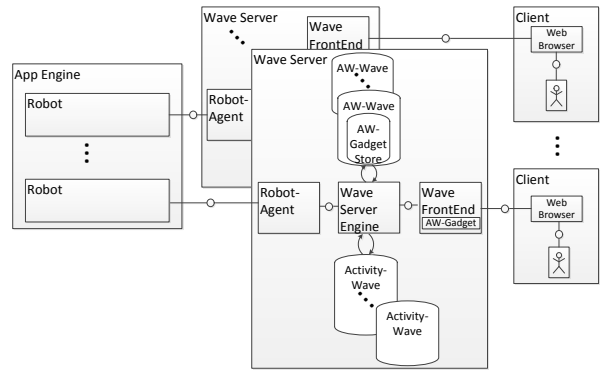 Wave Server
Wave
FrontEnd
Client
Web
Browser
App Engine
Robot
Robot-
Agent
Wave Server
AW-Wave
AW-Wave
AW-
Gadget
Store
Robot
Robot-
Agent
Wave
Server
Engine
Wave
FrontEnd
AW-Gadget
Client
Web
Browser
Activity-
Wave
Activity-
Wave